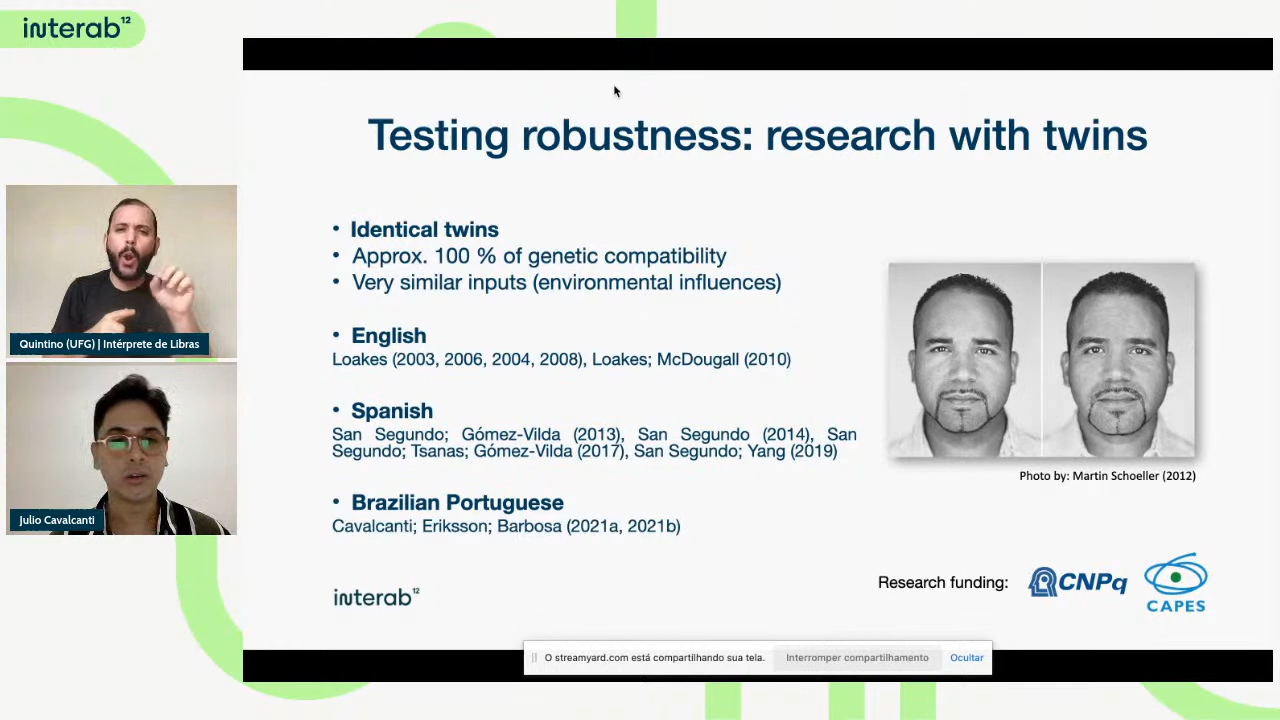 interab¹²
Testing robustness: research with twins
• Identical twins
• Approx. 100 % of genetic compatibility
• Very similar inputs (environmental influences)
• English
Loakes (2003, 2006, 2004, 2008), Loakes; McDougall (2010)
• Spanish
San Segundo; Gómez-Vilda (2013), San Segundo (2014), San
Segundo; Tsanas; Gómez-Vilda (2017), San Segundo; Yang (2019)
• Brazilian Portuguese
Cavalcanti; Eriksson; Barbosa (2021a, 2021b)
Photo by: Martin Schoeller (2012)
Research funding:
CNPq
CAPES
interab¹²
Quintino (UFG) | Intérprete de Libras
Julio Cavalcanti
O streamyard.com está compartilhando sua tela.
Interromper compartilhamento
Ocultar